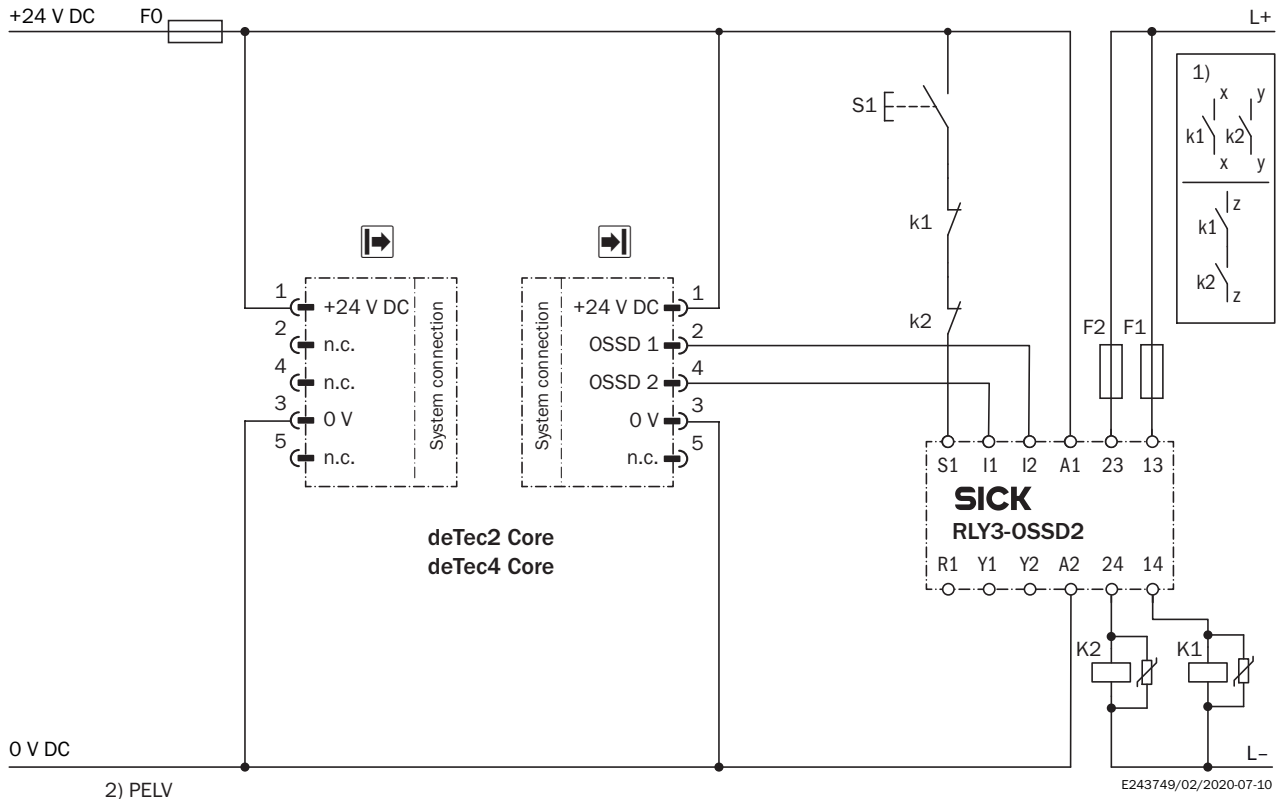 +24 V DC
F0
L+
S1
1)
x
y
k1
k2
x
y
z
k1
k2
z
k1
k2
1
+24 V DC
2
n.c.
4
n.c.
3
0 V
5
n.c.
System connection
System connection
+24 V DC
1
OSSD 1
2
OSSD 2
4
0 V
3
n.c.
5
deTec2 Core
deTec4 Core
F2
F1
S1
I1
I2
A1
23
13
SICK
RLY3-OSSD2
R1
Y1
Y2
A2
24
14
K2
K1
0 V DC
L–
2) PELV
E243749/02/2020-07-10